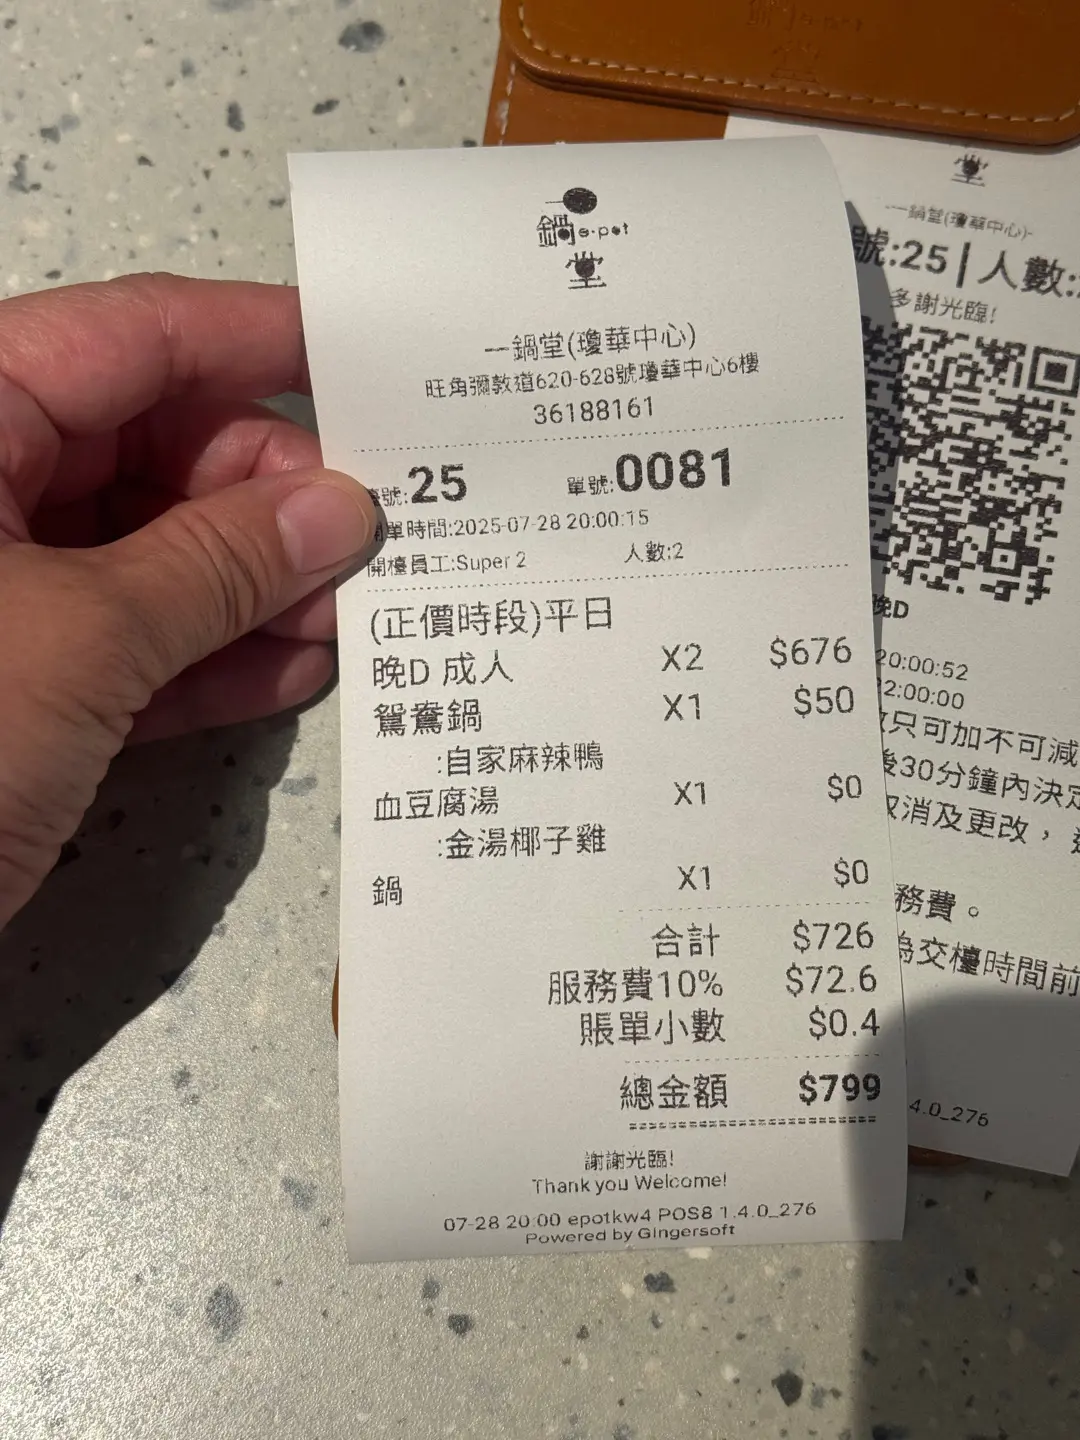 鍋e·pot
堂
一鍋堂(瓊華中心)
旺角彌敦道620-628號瓊華中心6樓
36188161
號:25 單號:0081
單時間:2025-07-28 20:00:15
開檯員工:Super 2 人數:2
(正價時段)平日
晚D 成人 X2 $676
鴛鴦鍋 X1 $50
:自家麻辣鴨
血豆腐湯 X1 $0
:金湯椰子雞
鍋 X1 $0
合計 $726
服務費10% $72.6
賬單小數 $0.4
總金額 $799
謝謝光臨!
Thank you Welcome!
07-28 20:00 epotkw4 POS8 1.4.0_276
Powered by Gingersoft
堂
-一鍋堂(瓊華中心)-
號:25 | 人數:
多謝光臨!
晚D
20:00:52
2:00:00
只可加不可減
後30分鐘內決定
取消及更改，
務費。
為交檯時間前
4.0_276